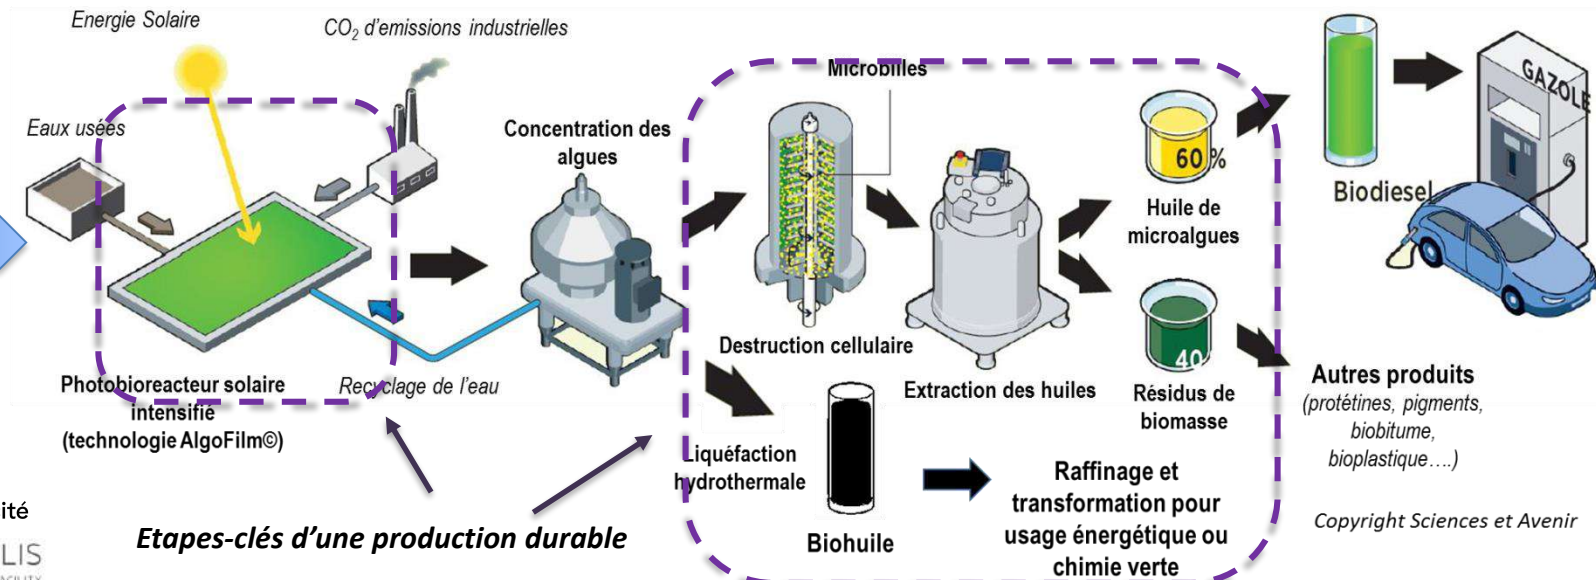 Energie Solaire
CO₂ d'emissions industrielles
Eaux usées
Concentration des
algues
Microbilles
60 %
Huile de
microalgues
Biodiesel
GAZOLE
Photobioreacteur solaire
intensifié
(technologie AlgoFilm©)
Recyclage de l'eau
Destruction cellulaire
Extraction des huiles
40
Résidus de
biomasse
Autres produits
(protétines, pigments,
biobitume,
bioplastique....)
Liquéfaction
hydrothermale
Biohuile
Raffinage et
transformation pour
usage énergétique ou
chimie verte
Etapes-clés d'une production durable
Copyright Sciences et Avenir
ité
LIS